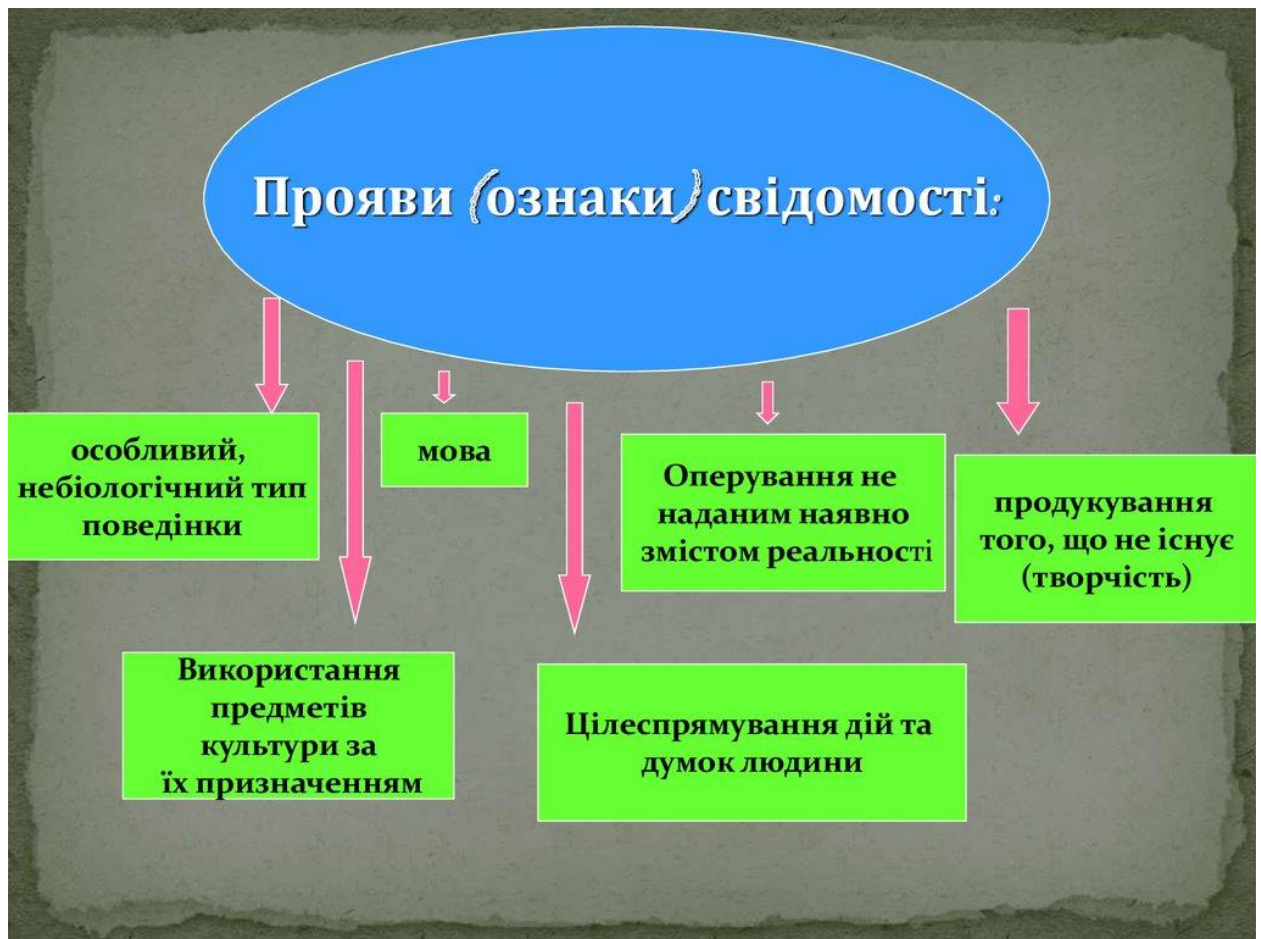 Прояви (ознаки) свідомості:
особливий,
небіологічний тип
поведінки
мова
Оперування не
наданим наявно
змістом реальності
продукування
того, що не існує
(творчість)
Використання
предметів
культури за
їх призначенням
Цілеспрямування дій та
думок людини